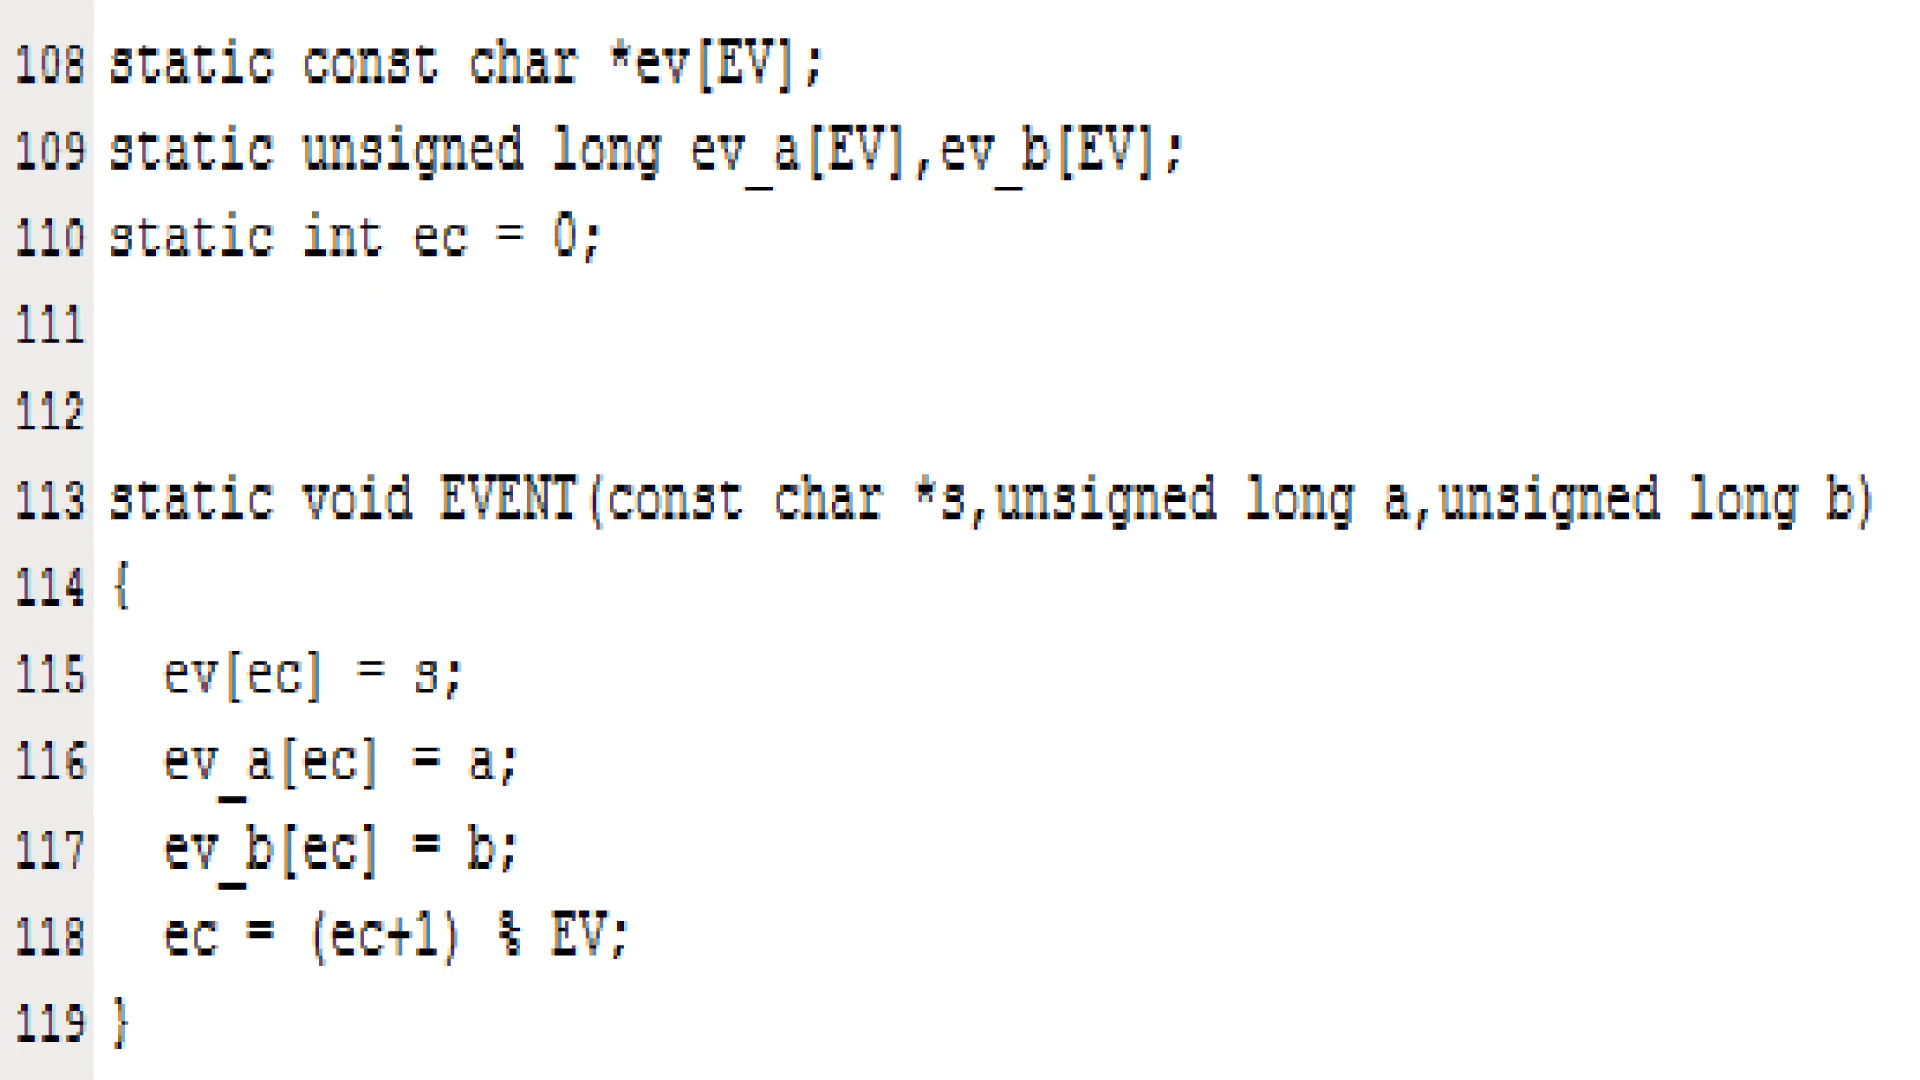 108 static const char *ev[EV];
109 static unsigned long ev_a[EV],ev_b[EV];
110 static int ec = 0;
111
112
113 static void EVENT(const char *s,unsigned long a,unsigned long b)
114 {
115   ev[ec] = s;
116   ev_a[ec] = a;
117   ev_b[ec] = b;
118   ec = (ec+1) % EV;
119 }